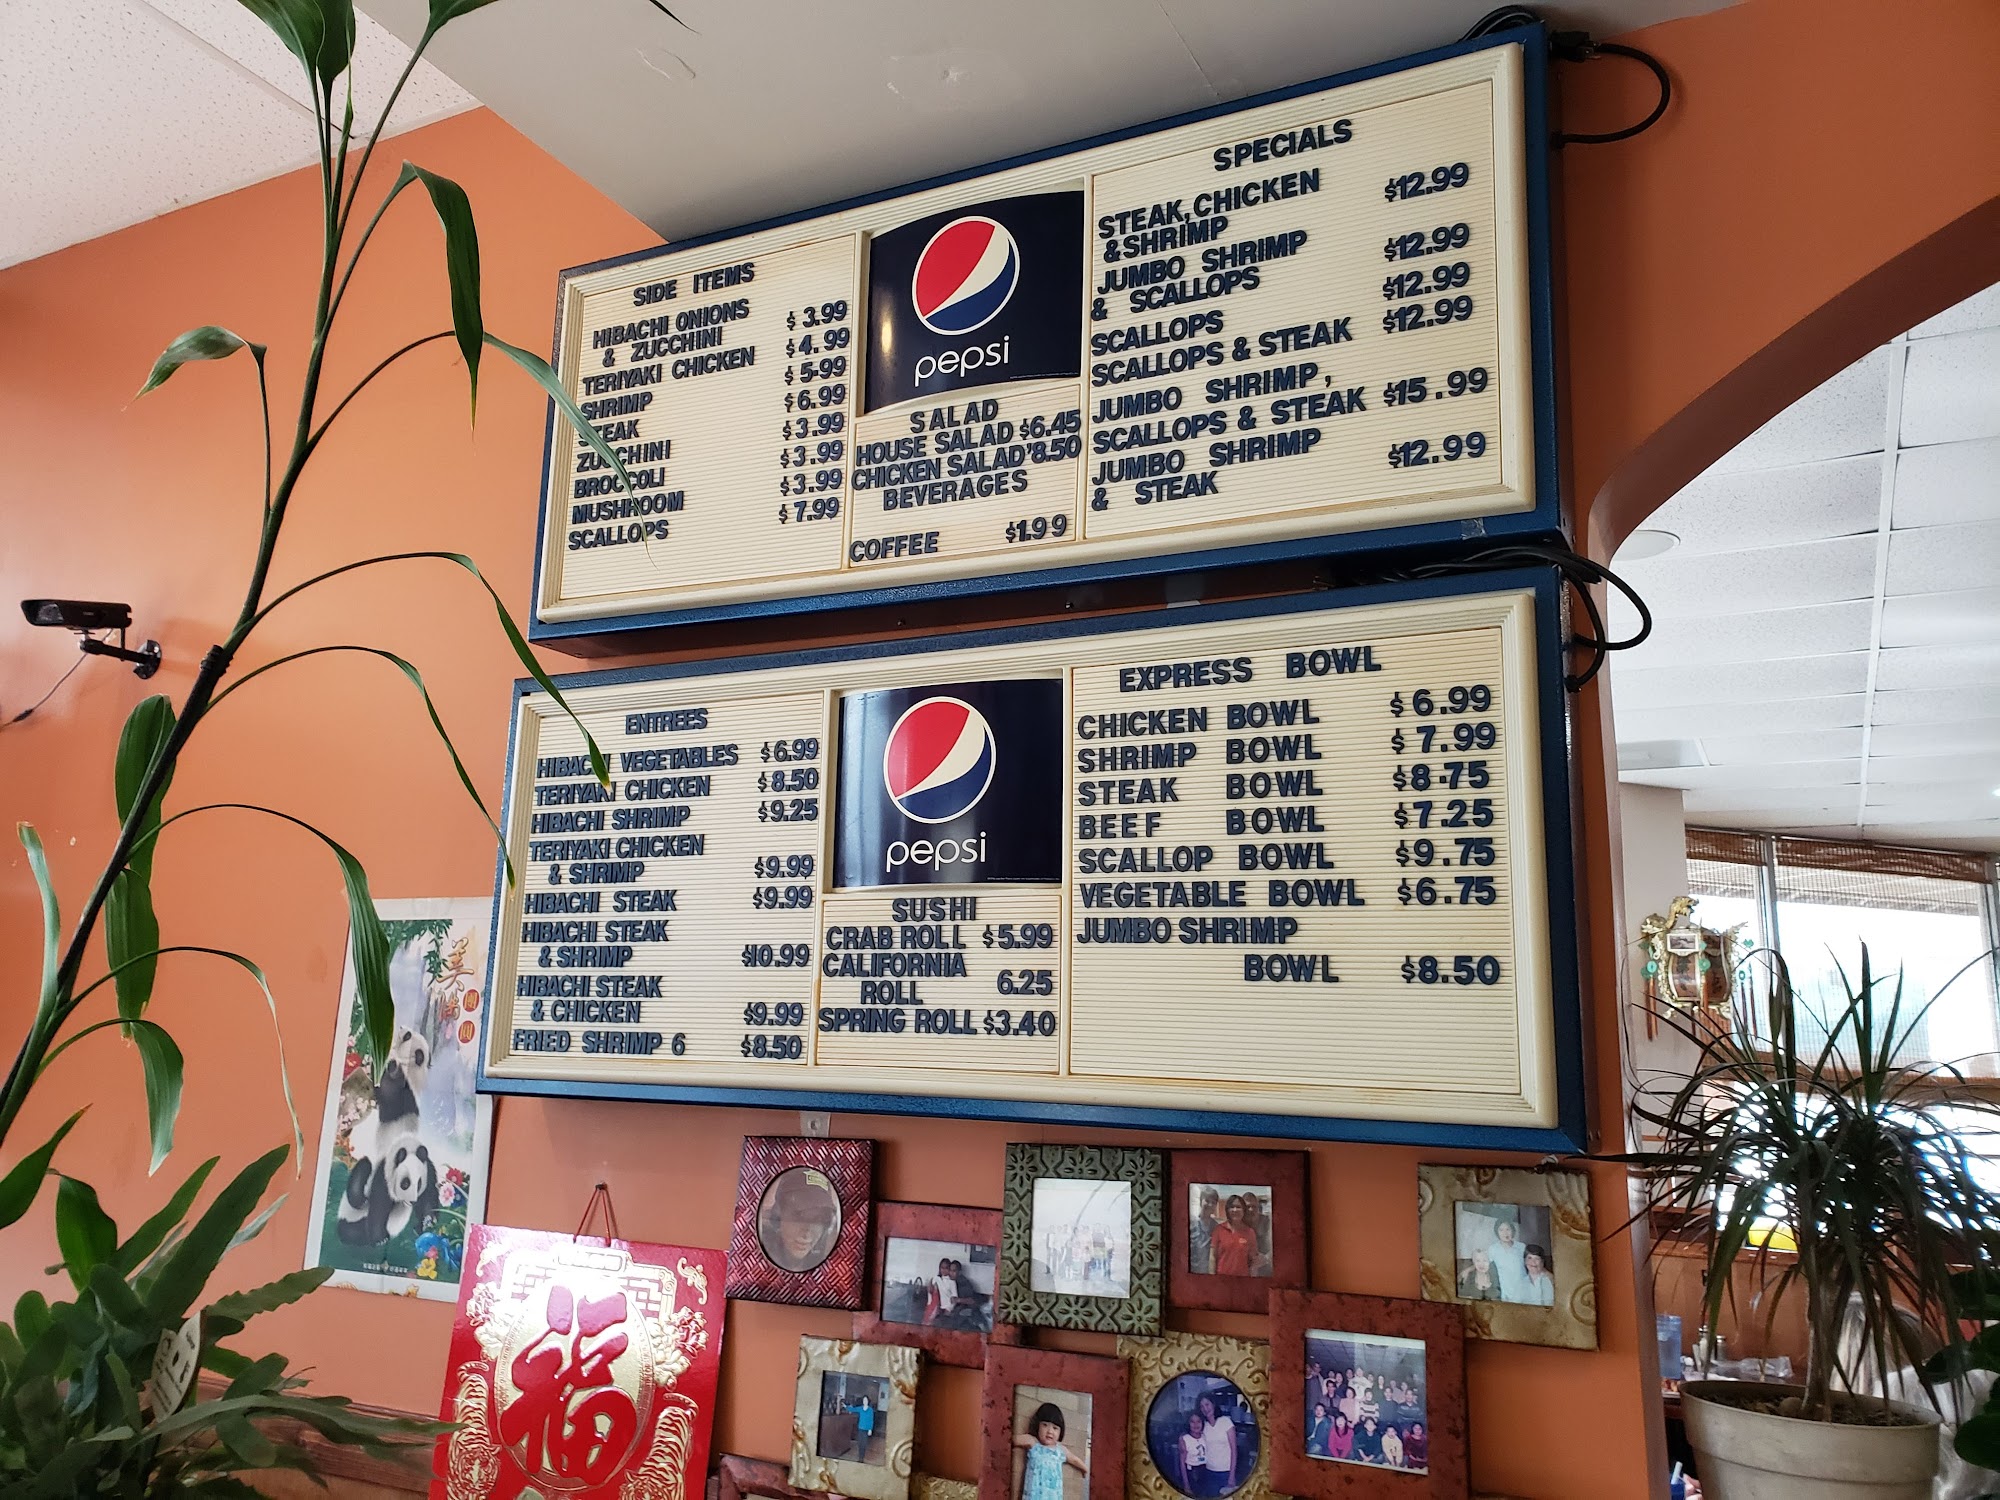 SIDE ITEMS
HIBACHI ONIONS
& ZUCCHINI $3.99
TERIYAKI CHICKEN $4.99
SHRIMP $5.99
STEAK $6.99
ZUCCHINI $3.99
BROCCOLI $3.99
MUSHROOM $3.99
SCALLOPS $7.99
pepsi
SALAD
HOUSE SALAD $6.45
CHICKEN SALAD '8.50
BEVERAGES
COFFEE $1.99
SPECIALS
STEAK, CHICKEN $12.99
& SHRIMP
JUMBO SHRIMP $12.99
& SCALLOPS
SCALLOPS $12.99
SCALLOPS & STEAK $12.99
JUMBO SHRIMP,
SCALLOPS & STEAK $15.99
JUMBO SHRIMP $12.99
& STEAK
ENTREES
HIBACHI VEGETABLES $6.99
TERIYAKI CHICKEN $8.50
HIBACHI SHRIMP $9.25
TERIYAKI CHICKEN
& SHRIMP $9.99
HIBACHI STEAK $9.99
HIBACHI STEAK
& SHRIMP $10.99
HIBACHI STEAK
& CHICKEN $9.99
FRIED SHRIMP 6 $8.50
pepsi
SUSHI
CRAB ROLL $5.99
CALIFORNIA
ROLL 6.25
SPRING ROLL $3.40
EXPRESS BOWL
CHICKEN BOWL $6.99
SHRIMP BOWL $7.99
STEAK BOWL $8.75
BEEF BOWL $7.25
SCALLOP BOWL $9.75
VEGETABLE BOWL $6.75
JUMBO SHRIMP
BOWL $8.50
美
團
圓
福